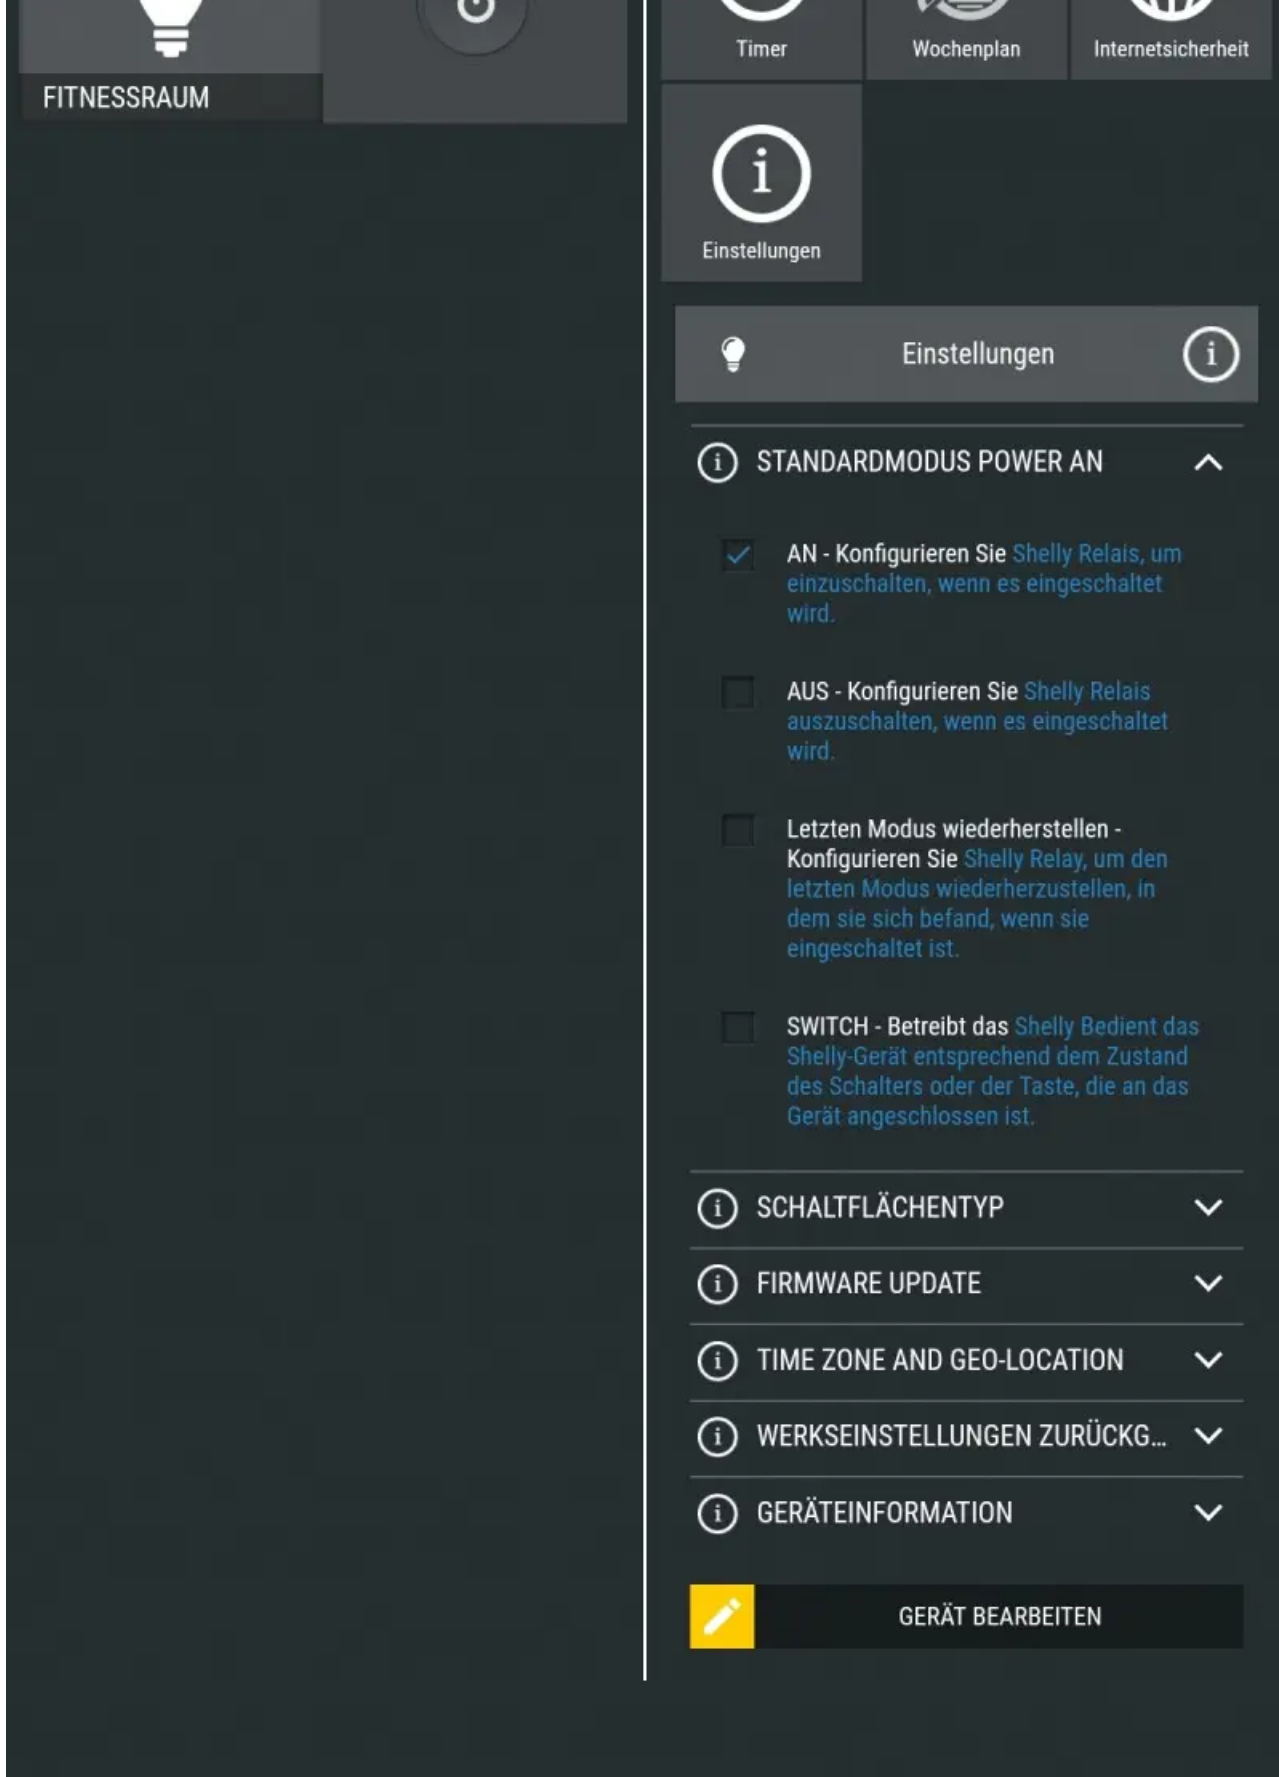 FITNESSRAUM
Timer
Wochenplan
Internetsicherheit
Einstellungen
Einstellungen
STANDARDMODUS POWER AN
AN - Konfigurieren Sie Shelly Relais, um
einzuschalten, wenn es eingeschaltet
wird.
AUS - Konfigurieren Sie Shelly Relais
auszuschalten, wenn es eingeschaltet
wird.
Letzten Modus wiederherstellen -
Konfigurieren Sie Shelly Relay, um den
letzten Modus wiederherzustellen, in
dem sie sich befand, wenn sie
eingeschaltet ist.
SWITCH - Betreibt das Shelly Bedient das
Shelly-Gerät entsprechend dem Zustand
des Schalters oder der Taste, die an das
Gerät angeschlossen ist.
SCHALTFLÄCHENTYP
FIRMWARE UPDATE
TIME ZONE AND GEO-LOCATION
WERKSEINSTELLUNGEN ZURÜCKG...
GERÄTEINFORMATION
GERÄT BEARBEITEN